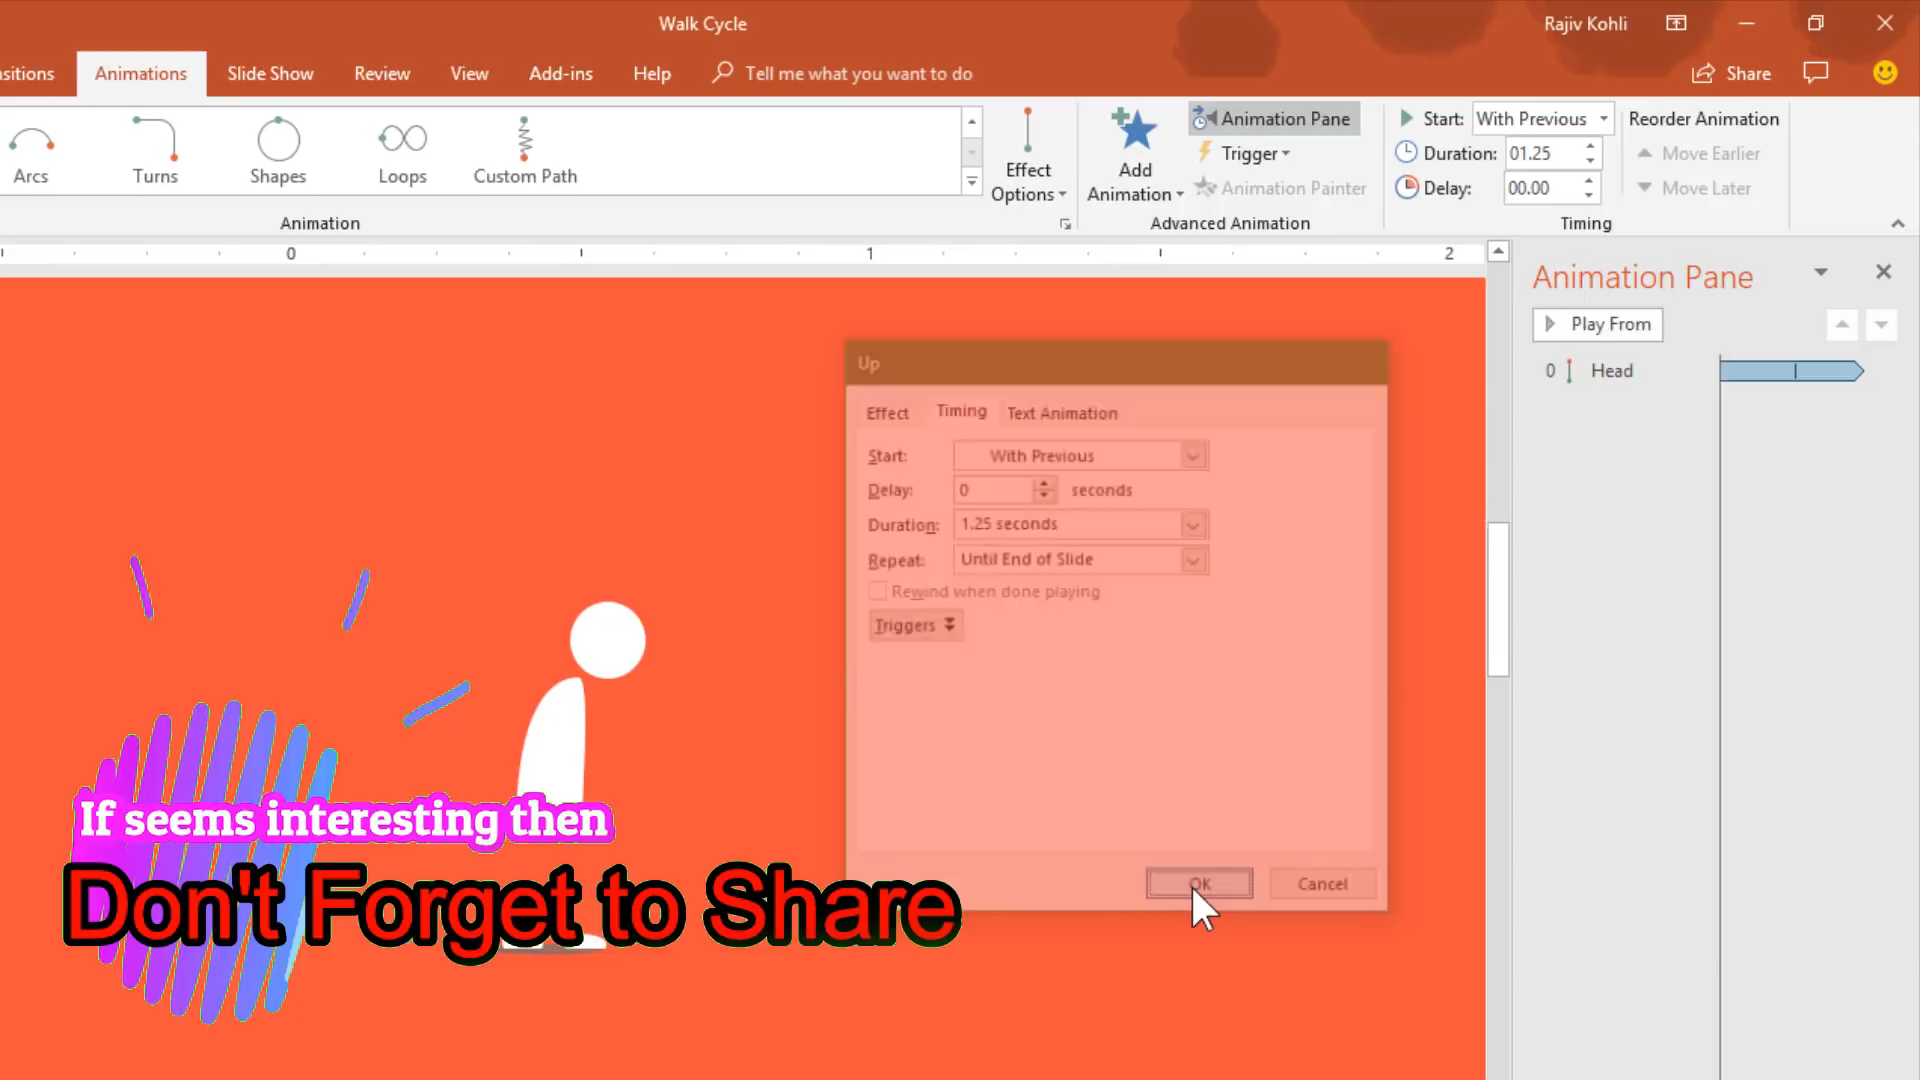 Walk Cycle
Rajiv Kohli
sitions
Animations
Slide Show
Review
View
Add-ins
Help
Tell me what you want to do
Share
Arcs
Turns
Shapes
Loops
Custom Path
Effect
Options
Add
Animation
Animation Pane
Trigger
Animation Painter
Start: With Previous
Duration: 01.25
Delay: 00.00
Reorder Animation
Move Earlier
Move Later
Animation
Advanced Animation
Timing
0 1 2
Animation Pane
Play From
0 Head
Up
Effect Timing Text Animation
Start: With Previous
Delay: 0 seconds
Duration: 1.25 seconds
Repeat: Until End of Slide
Rewind when done playing
Triggers
OK Cancel
If seems interesting then
Don't Forget to Share